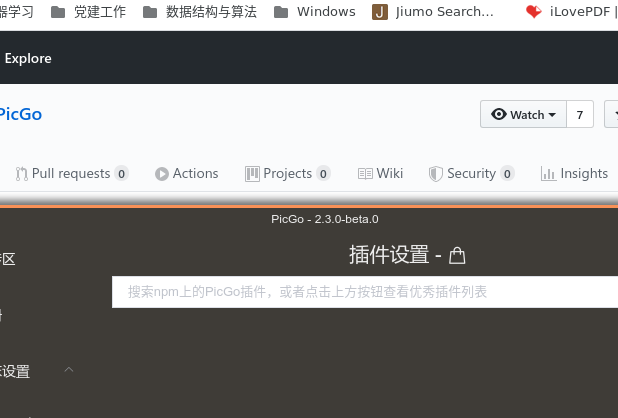 器学习 党建工作 数据结构与算法 Windows Jiumo Search... iLovePDF |
Explore
PicGo Watch 7
Pull requests 0 Actions Projects 0 Wiki Security 0 Insights
PicGo - 2.3.0-beta.0
插件设置 -
区
搜索npm上的PicGo插件，或者点击上方按钮查看优秀插件列表
设置